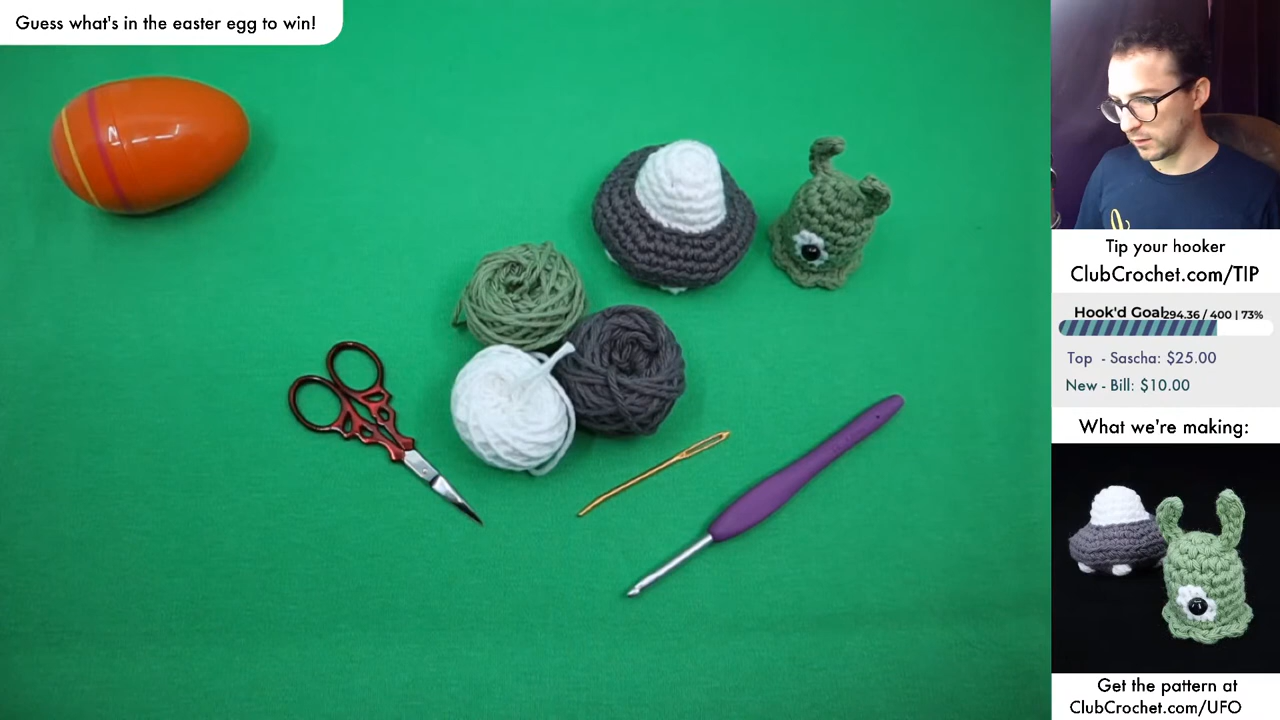 Guess what's in the easter egg to win!
Tip your hooker
ClubCrochet.com/TIP
Hook'd Goal 294.36 / 400 | 73%
Top - Sascha: $25.00
New - Bill: $10.00
What we're making:
Get the pattern at
ClubCrochet.com/UFO